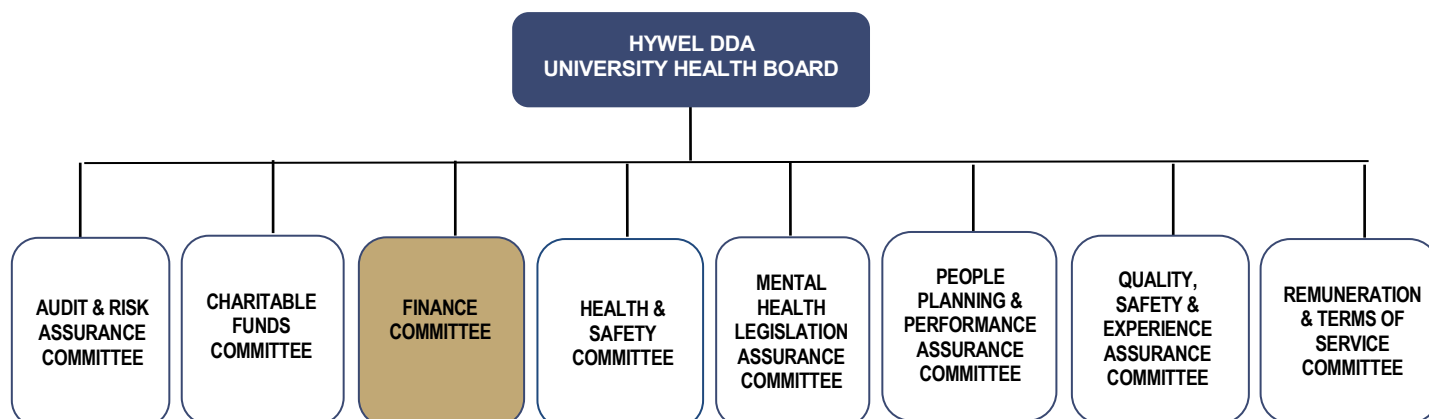 HYWEL DDA
UNIVERSITY HEALTH BOARD
AUDIT & RISK
ASSURANCE
COMMITTEE
CHARITABLE
FUNDS
COMMITTEE
FINANCE
COMMITTEE
HEALTH &
SAFETY
COMMITTEE
MENTAL
HEALTH
LEGISLATION
ASSURANCE
COMMITTEE
PEOPLE
PLANNING &
PERFORMANCE
ASSURANCE
COMMITTEE
QUALITY,
SAFETY &
EXPERIENCE
ASSURANCE
COMMITTEE
REMUNERATION
& TERMS OF
SERVICE
COMMITTEE